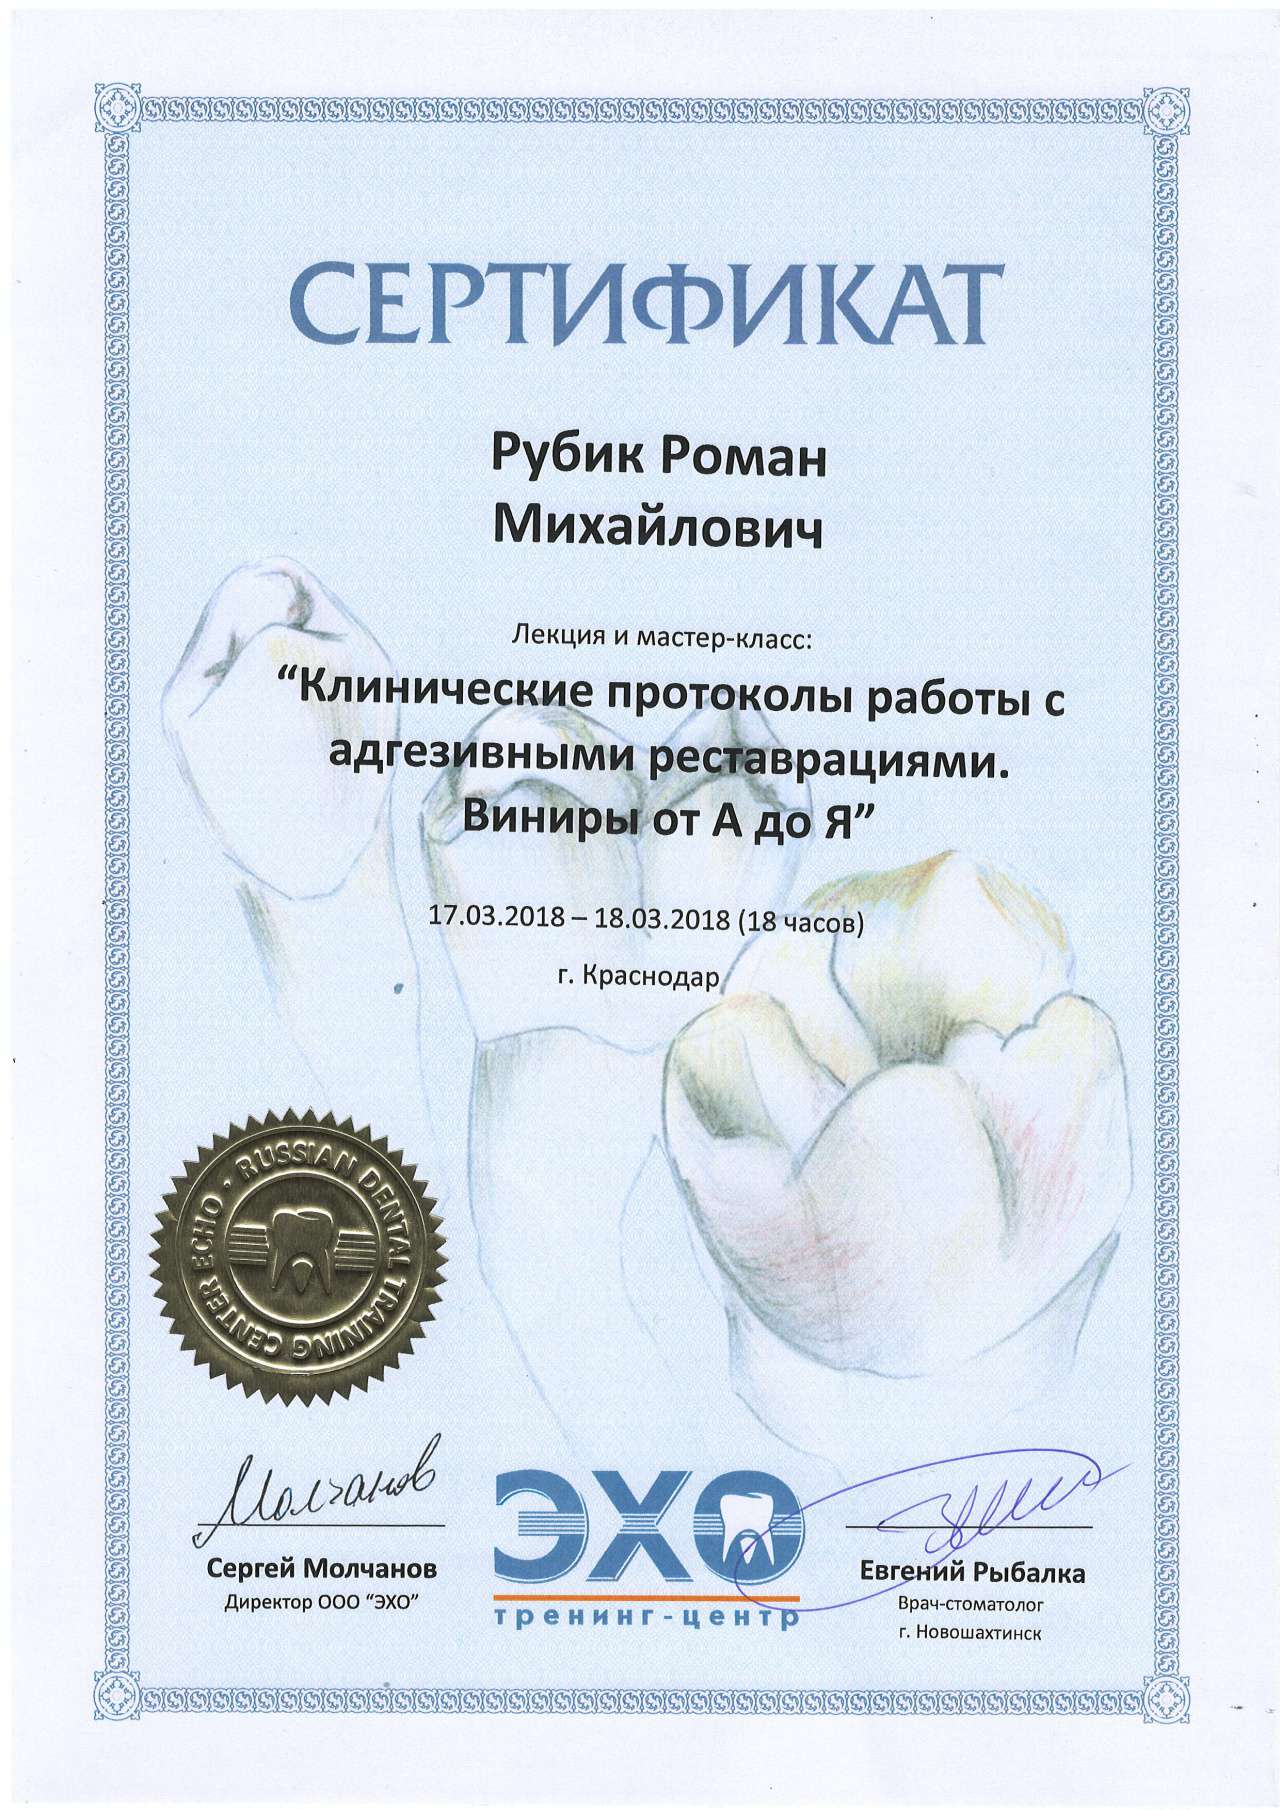 СЕРТИФИКАТ
Рубик Роман
Михайлович
Лекция и мастер-класс:
“Клинические протоколы работы с
адгезивными реставрациями.
Виниры от А до Я”
17.03.2018 – 18.03.2018 (18 часов)
г. Краснодар
RUSSIAN DENTAL TRAINING CENTER ECHO •
Молчанов
Сергей Молчанов
Директор ООО “ЭХО”
ЭХО
тренинг-центр
Евгений Рыбалка
Врач-стоматолог
г. Новошахтинск